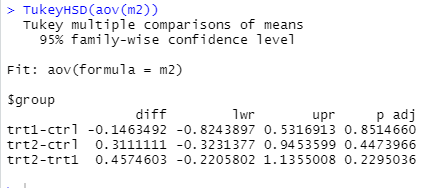 > TukeyHSD(aov(m2))
  Tukey multiple comparisons of means
    95% family-wise confidence level

Fit: aov(formula = m2)

$group
                diff        lwr       upr     p adj
trt1-ctrl -0.1463492 -0.8243897 0.5316913 0.8514660
trt2-ctrl  0.3111111 -0.3231377 0.9453599 0.4473966
trt2-trt1  0.4574603 -0.2205802 1.1355008 0.2295036